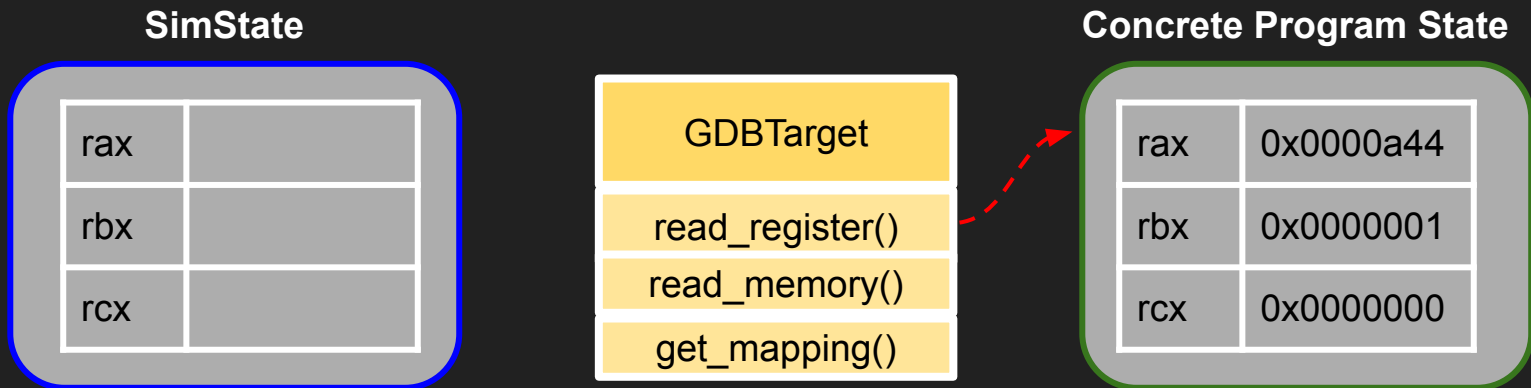 SimState
rax
rbx
rcx
GDBTarget
read_register()
read_memory()
get_mapping()
Concrete Program State
rax 0x0000a44
rbx 0x0000001
rcx 0x0000000